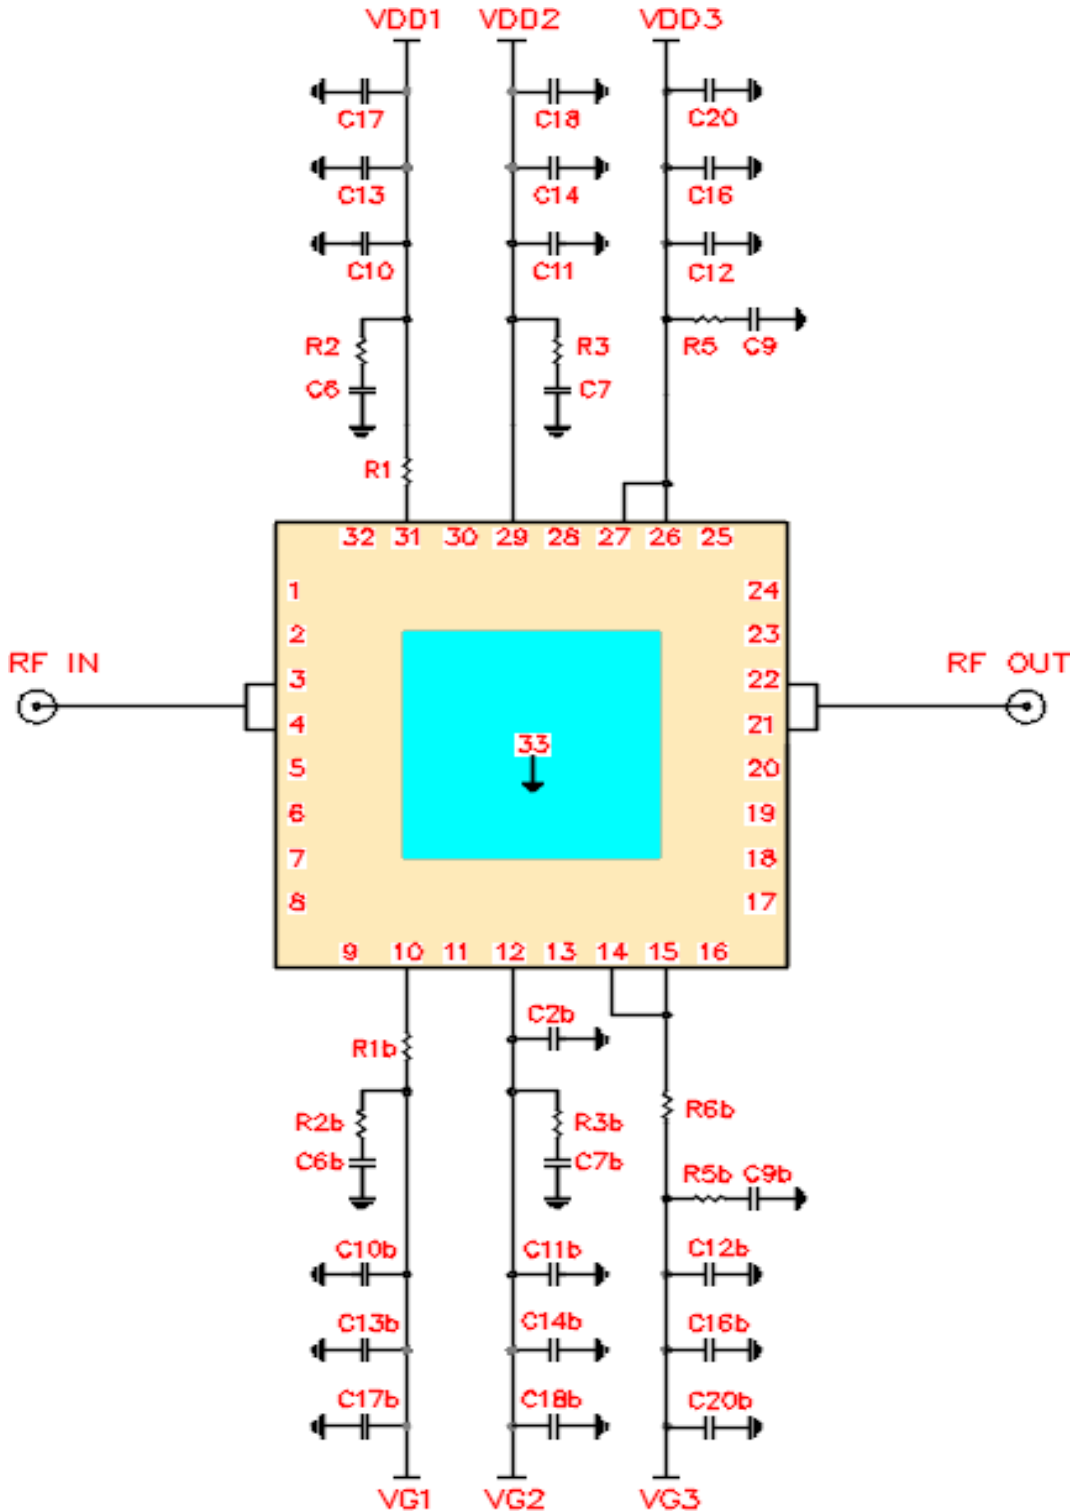 VDD1 VDD2 VDD3
C17 C18 C20
C13 C14 C16
C10 C11 C12
R2 R3 R5 C9
C6 C7
R1
32 31 30 29 28 27 26 25
1 24
2 23
RF IN 3 22 RF OUT
4 21
33
5 20
6 19
7 18
8 17
9 10 11 12 13 14 15 16
C2b
R1b
R2b R3b R6b
C6b C7b R5b C9b
C10b C11b C12b
C13b C14b C16b
C17b C18b C20b
VG1 VG2 VG3